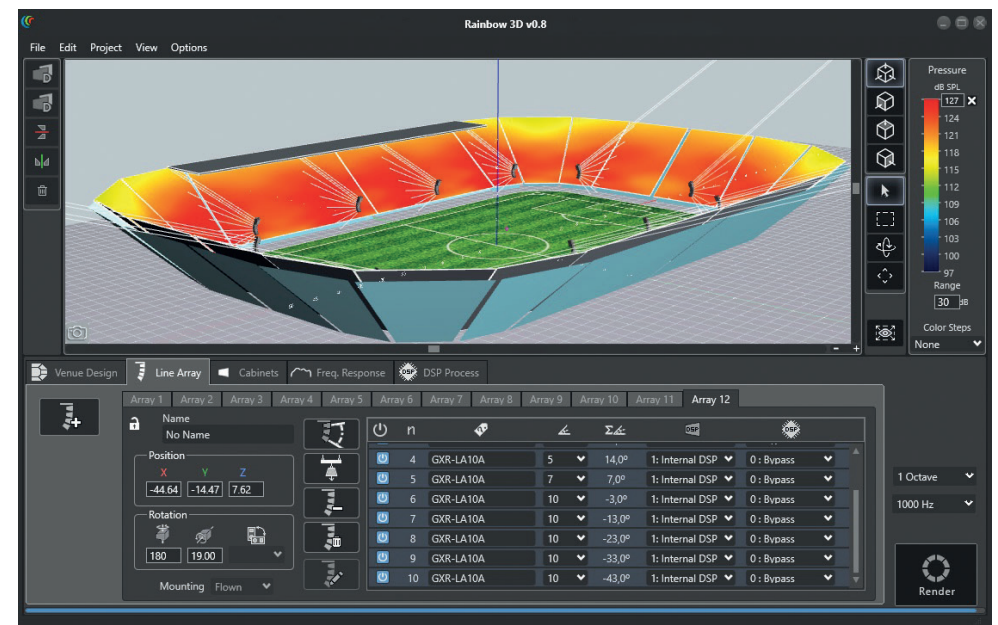 Rainbow 3D v0.8
File Edit Project View Options
D
D
Pressure
dB SPL
127
124
121
118
115
112
109
106
103
100
97
Range
30 dB
Color Steps
None
- +
Venue Design Line Array Cabinets Freq. Response DSP DSP Process
Array 1 Array 2 Array 3 Array 4 Array 5 Array 6 Array 7 Array 8 Array 9 Array 10 Array 11 Array 12
Name
No Name
Position
X Y Z
-44.64 -14.47 7.62
Rotation
180 19.00
Mounting Flown
n Σ DSP DSP
4 GXR-LA10A 5 14,0º 1: Internal DSP 0 : Bypass
5 GXR-LA10A 7 7,0º 1: Internal DSP 0 : Bypass
6 GXR-LA10A 10 -3,0º 1: Internal DSP 0 : Bypass
7 GXR-LA10A 10 -13,0º 1: Internal DSP 0 : Bypass
8 GXR-LA10A 10 -23,0º 1: Internal DSP 0 : Bypass
9 GXR-LA10A 10 -33,0º 1: Internal DSP 0 : Bypass
10 GXR-LA10A 10 -43,0º 1: Internal DSP 0 : Bypass
1 Octave
1000 Hz
Render